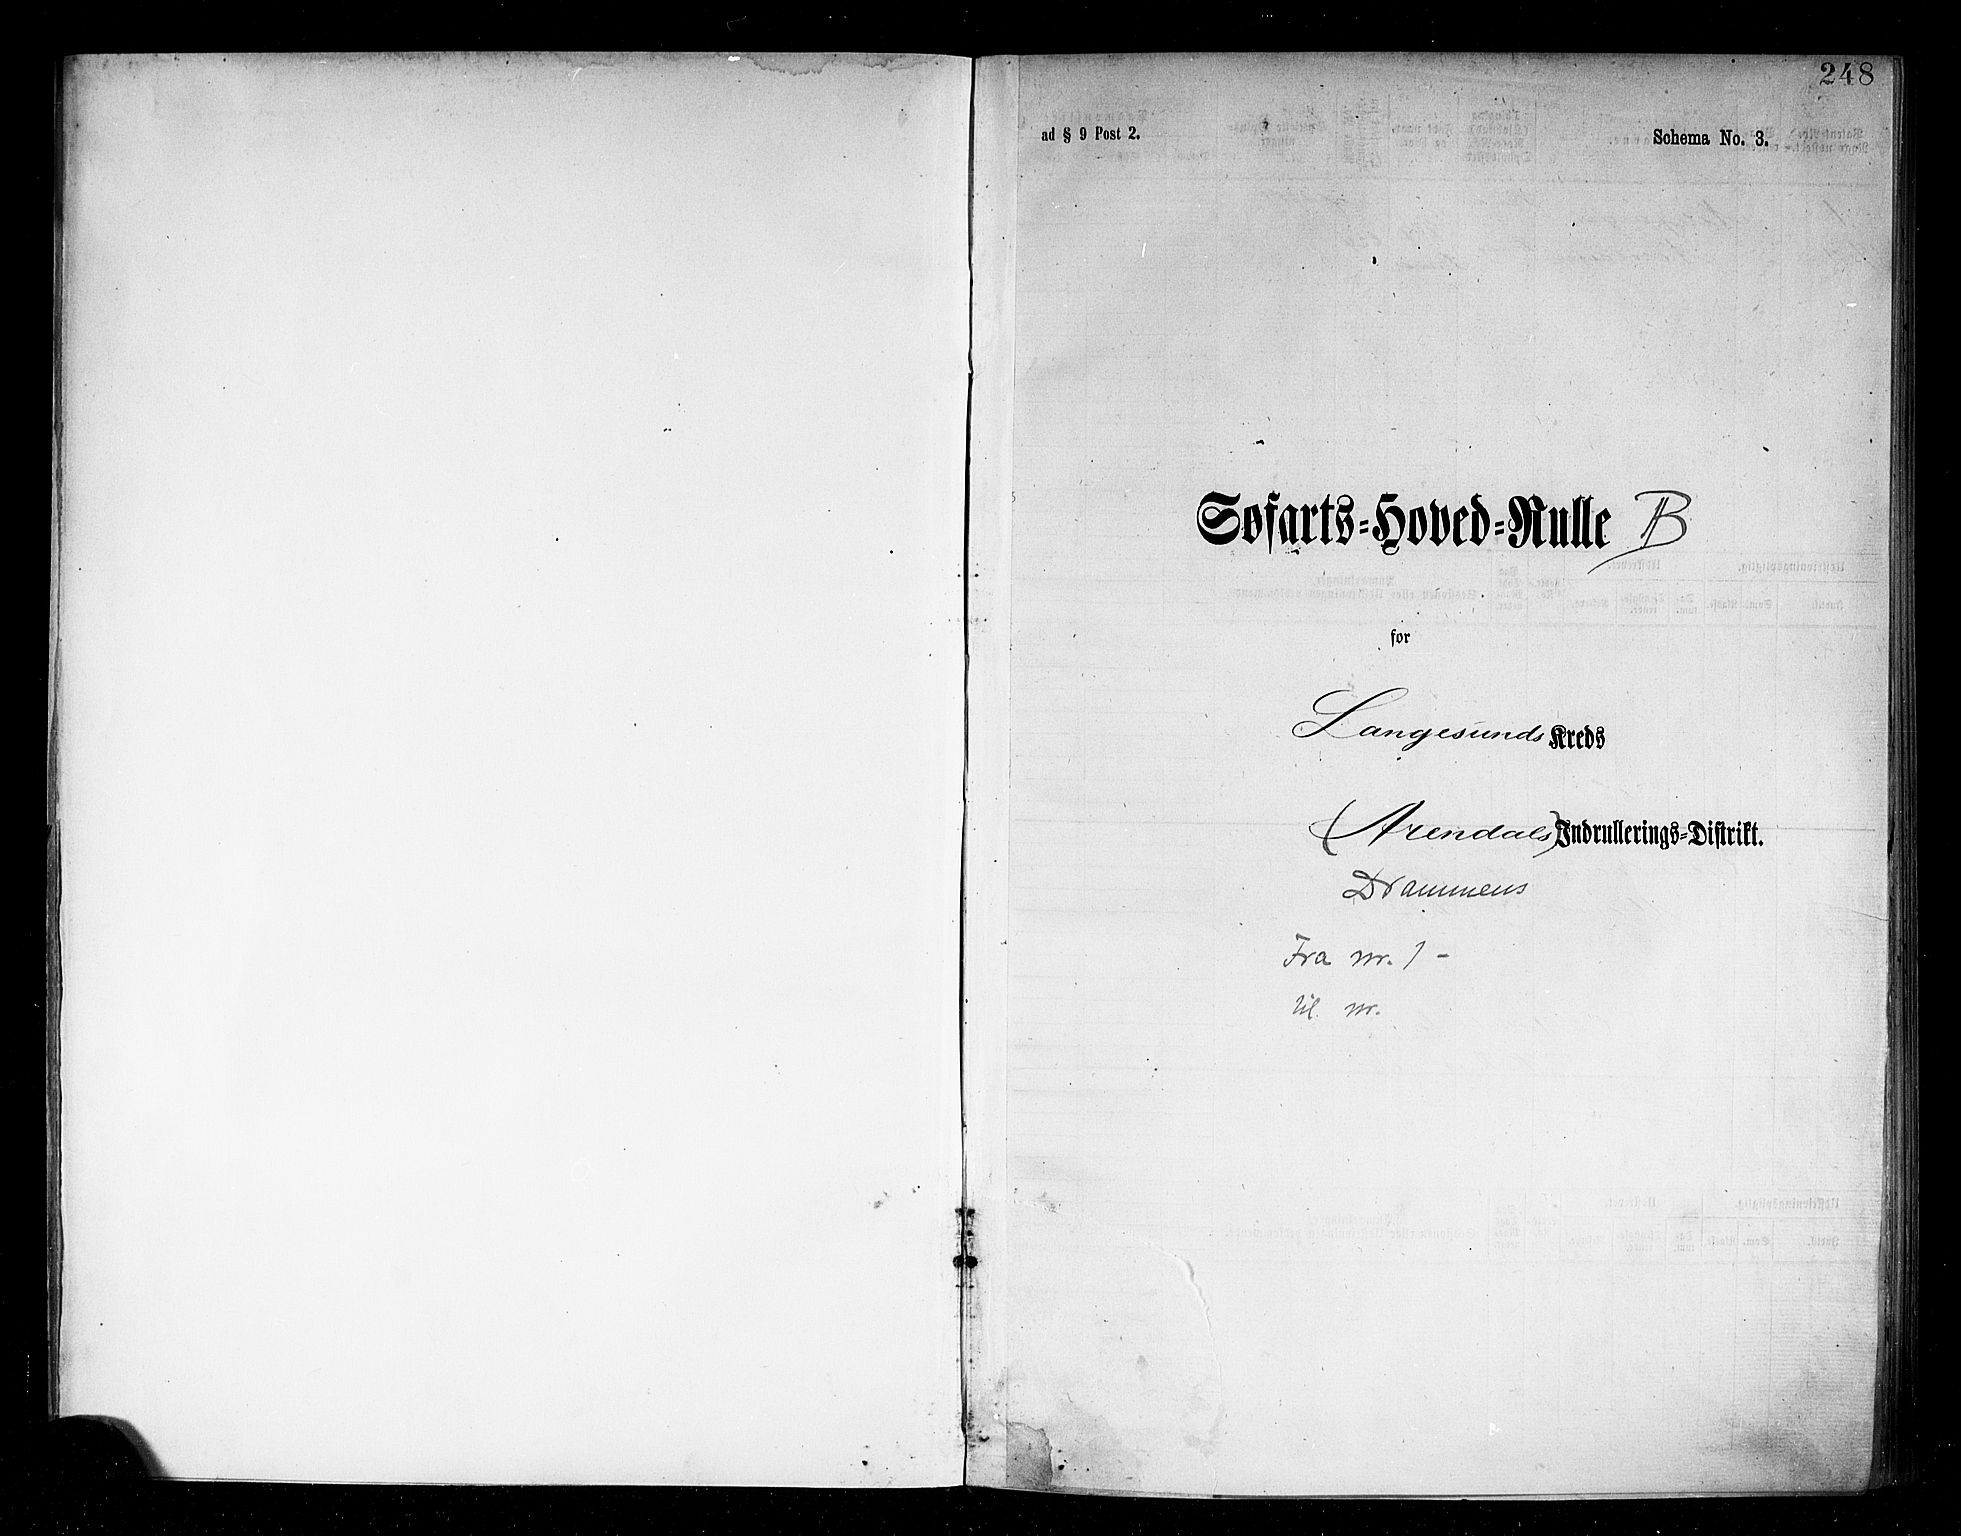 248
ad § 9 Post 2.
Schema No. 3.
Søfarts-Hoved-Rulle B
for
Langesunds Kreds
(Arendals) Indrullerings-Distrikt.
Drammens
Fra nr. 1 -
til nr.